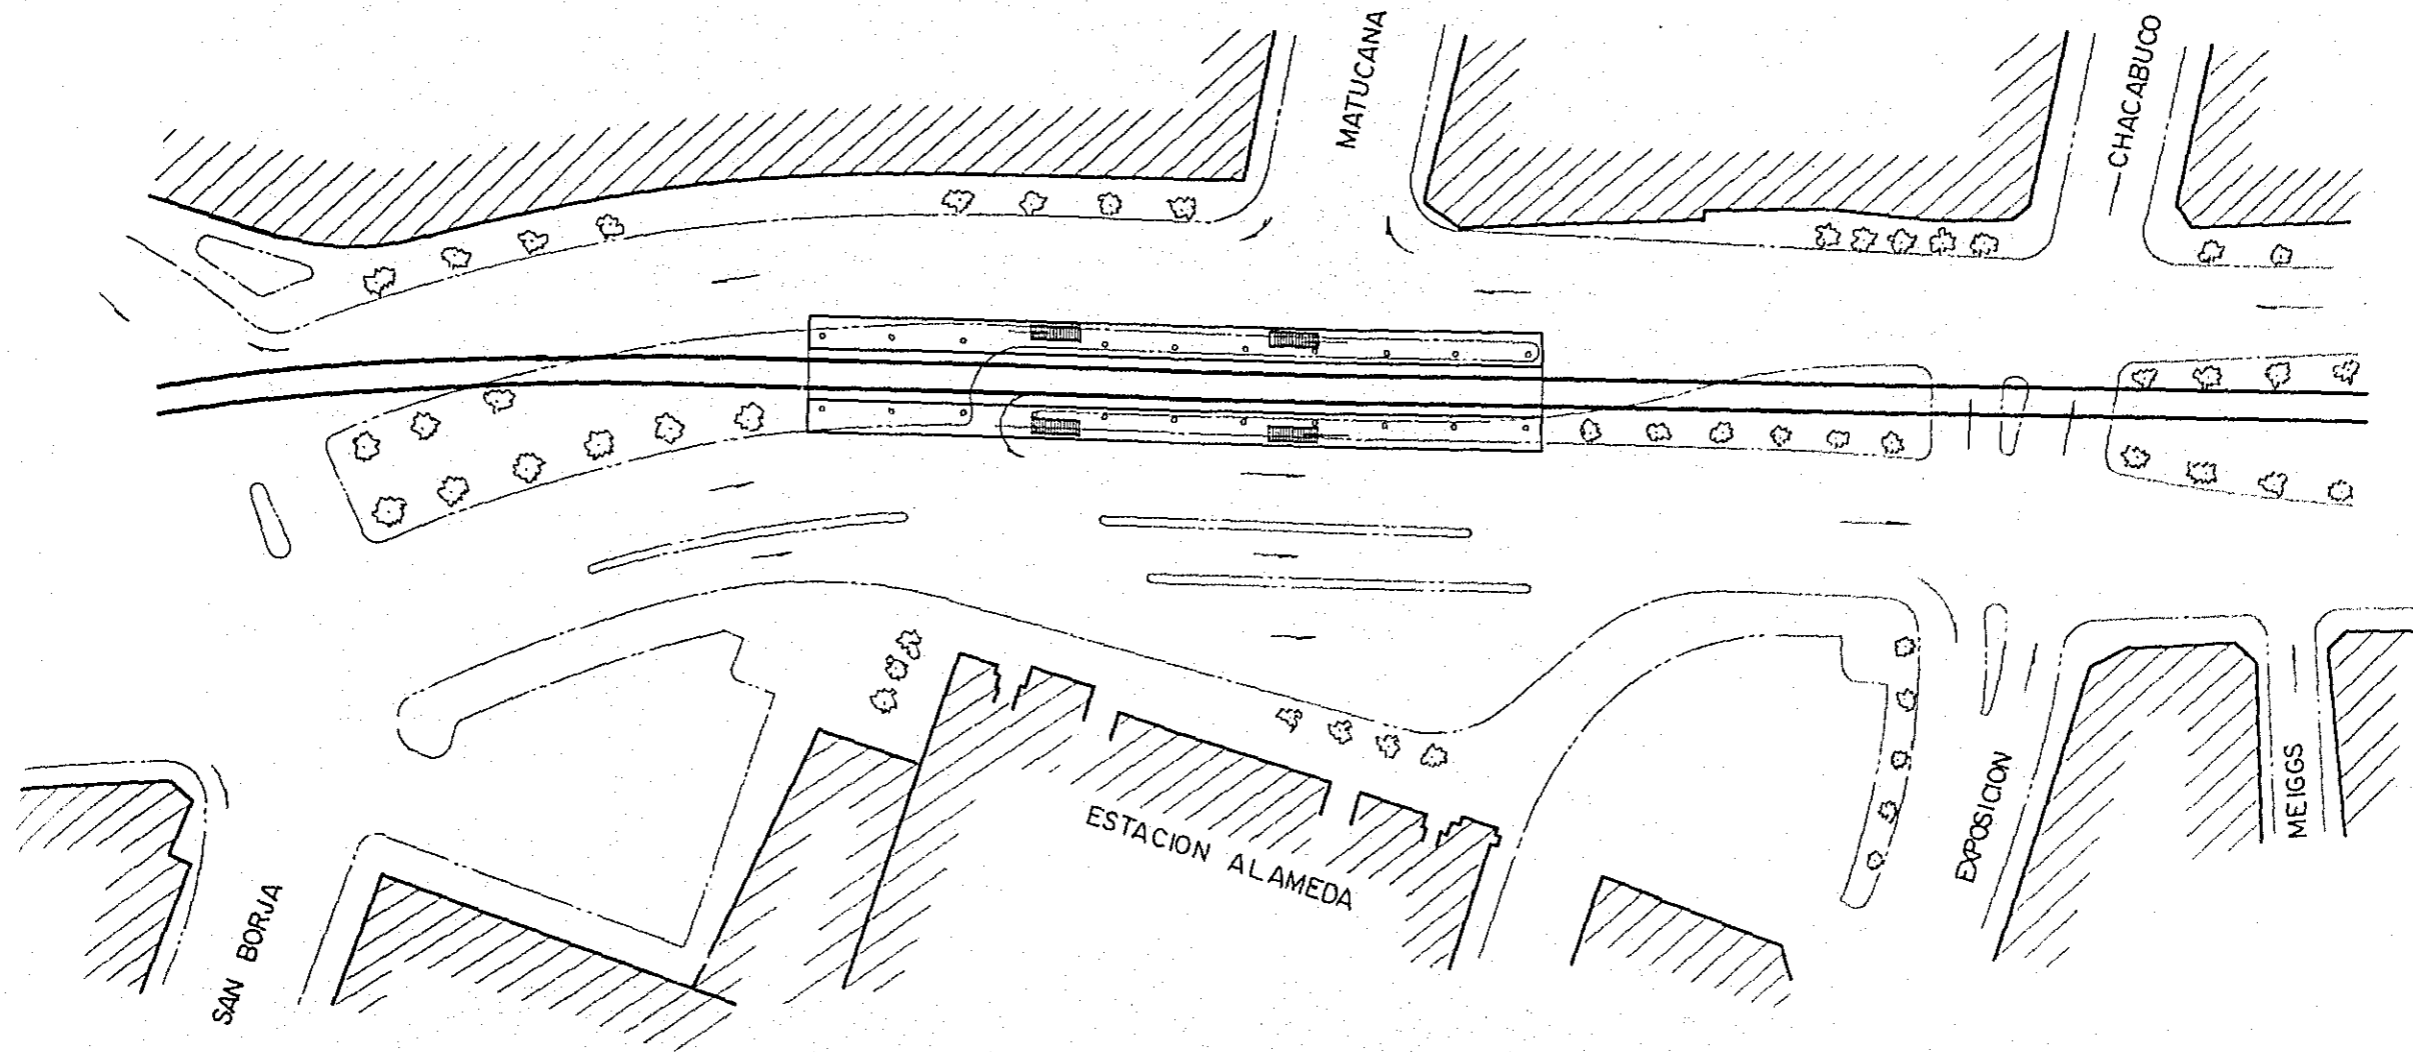 MATUCANA
CHACABUCO
ESTACION ALAMEDA
EXPOSICION
MEIGGS
SAN BORJA